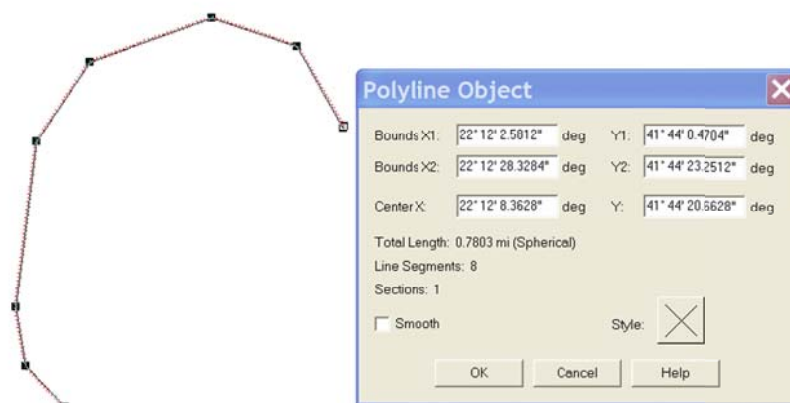 Polyline Object
Bounds X1: 22° 12' 2.5812" deg Y1: 41° 44' 0.4704" deg
Bounds X2: 22° 12' 28.3284" deg Y2: 41° 44' 23.2512" deg
Center X: 22° 12' 8.3628" deg Y: 41° 44' 20.6628" deg
Total Length: 0.7803 mi (Spherical)
Line Segments: 8
Sections: 1
Smooth Style:
OK Cancel Help